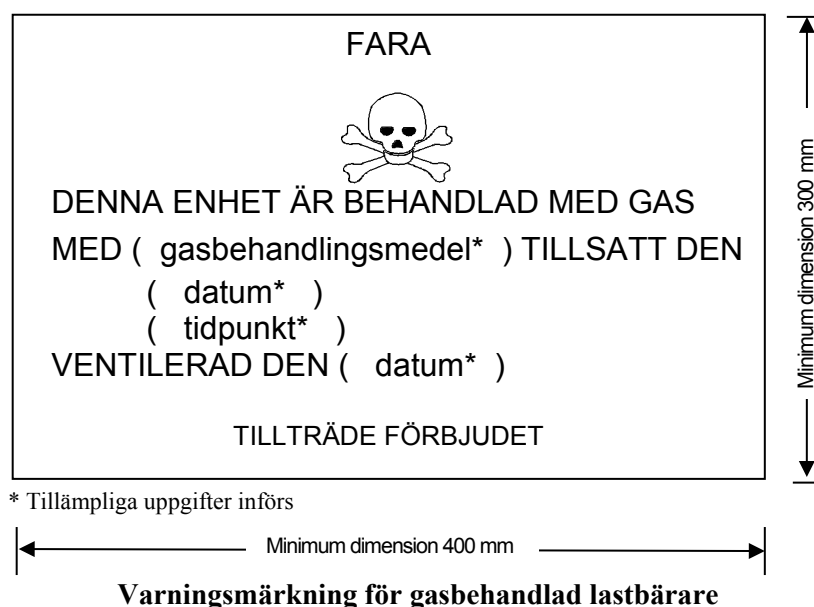 FARA
DENNA ENHET ÄR BEHANDLAD MED GAS
MED ( gasbehandlingsmedel* ) TILLSATT DEN
( datum* )
( tidpunkt* )
VENTILERAD DEN ( datum* )
TILLTRÄDE FÖRBJUDET
Minimum dimension 300 mm
* Tillämpliga uppgifter införs
Minimum dimension 400 mm
Varningsmärkning för gasbehandlad lastbärare